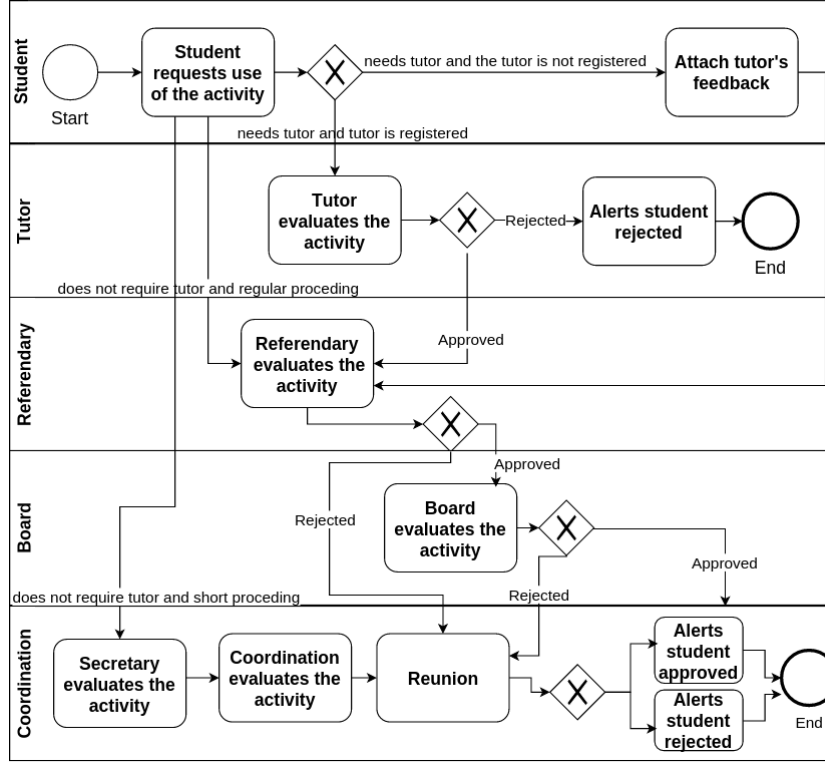 Student
Start
Student
requests use
of the activity
needs tutor and the tutor is not registered
Attach tutor's
feedback
needs tutor and tutor is registered
Tutor
Tutor
evaluates the
activity
Rejected
Alerts student
rejected
End
does not require tutor and regular proceding
Referendary
Referendary
evaluates the
activity
Approved
Board
Rejected
Approved
Board
evaluates the
activity
Approved
Rejected
does not require tutor and short proceding
Coordination
Secretary
evaluates the
activity
Coordination
evaluates the
activity
Reunion
Alerts
student
approved
Alerts
student
rejected
End